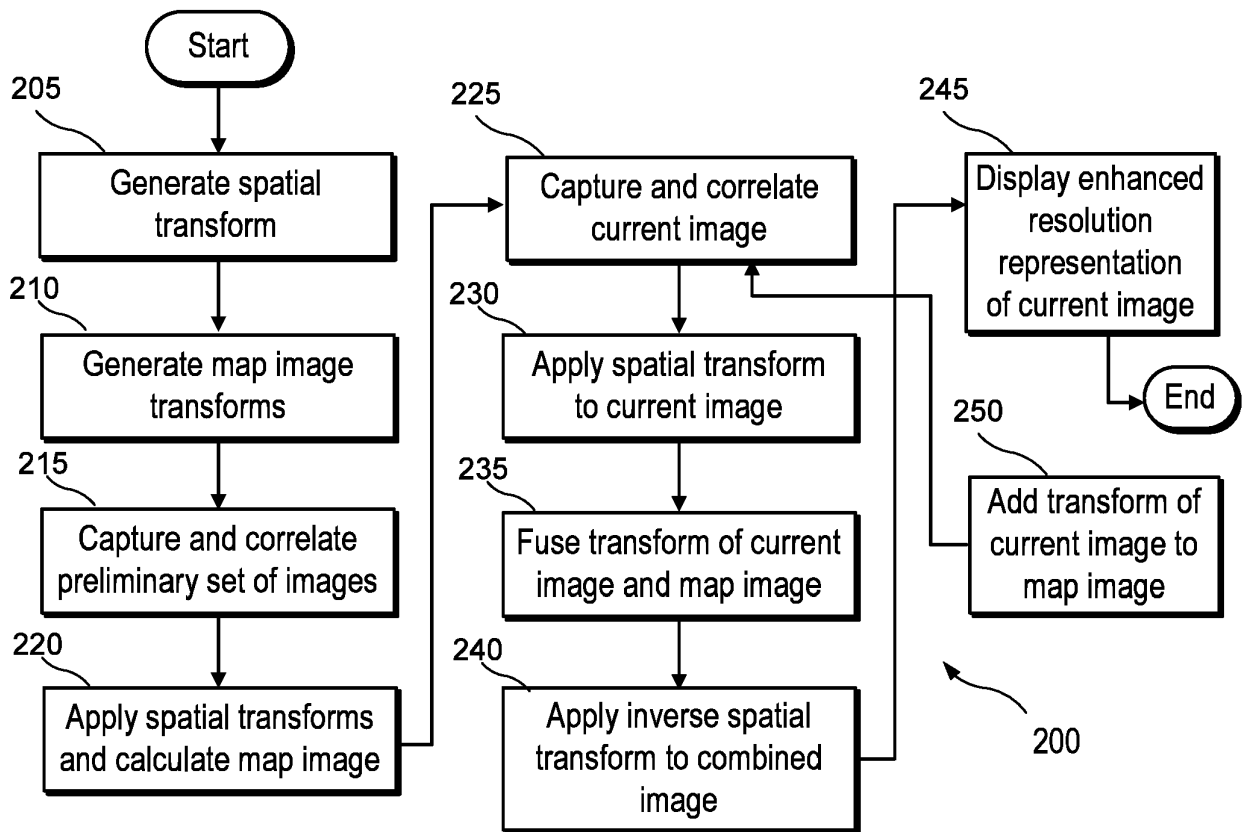 Start
205
Generate spatial
transform
210
Generate map image
transforms
215
Capture and correlate
preliminary set of images
220
Apply spatial transforms
and calculate map image
225
Capture and correlate
current image
230
Apply spatial transform
to current image
235
Fuse transform of current
image and map image
240
Apply inverse spatial
transform to combined
image
245
Display enhanced
resolution
representation
of current image
End
250
Add transform of
current image to
map image
200